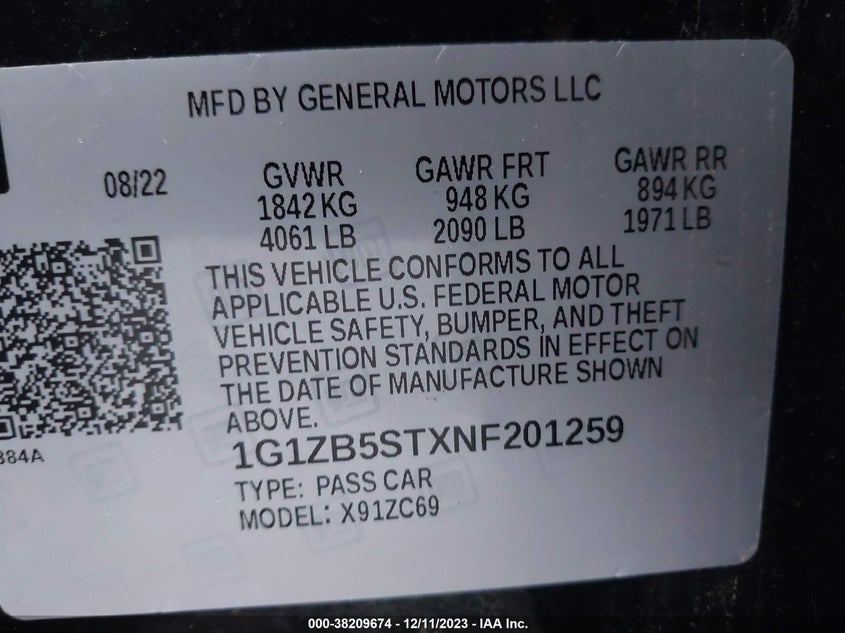 MFD BY GENERAL MOTORS LLC
08/22 GVWR GAWR FRT GAWR RR
1842 KG 948 KG 894 KG
4061 LB 2090 LB 1971 LB
THIS VEHICLE CONFORMS TO ALL
APPLICABLE U.S. FEDERAL MOTOR
VEHICLE SAFETY, BUMPER, AND THEFT
PREVENTION STANDARDS IN EFFECT ON
THE DATE OF MANUFACTURE SHOWN
ABOVE.
384A
1G1ZB5STXNF201259
TYPE: PASS CAR
MODEL: X91ZC69
000-38209674 - 12/11/2023 - IAA Inc.